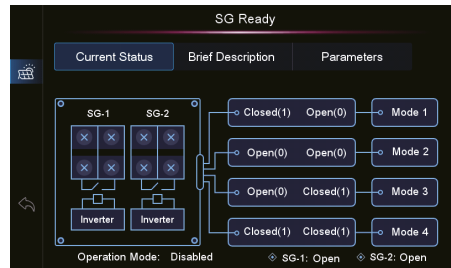 SG Ready
Current Status Brief Description Parameters
SG-1 SG-2
Inverter Inverter
Closed(1) Open(0) Mode 1
Open(0) Open(0) Mode 2
Open(0) Closed(1) Mode 3
Closed(1) Closed(1) Mode 4
Operation Mode: Disabled SG-1: Open SG-2: Open